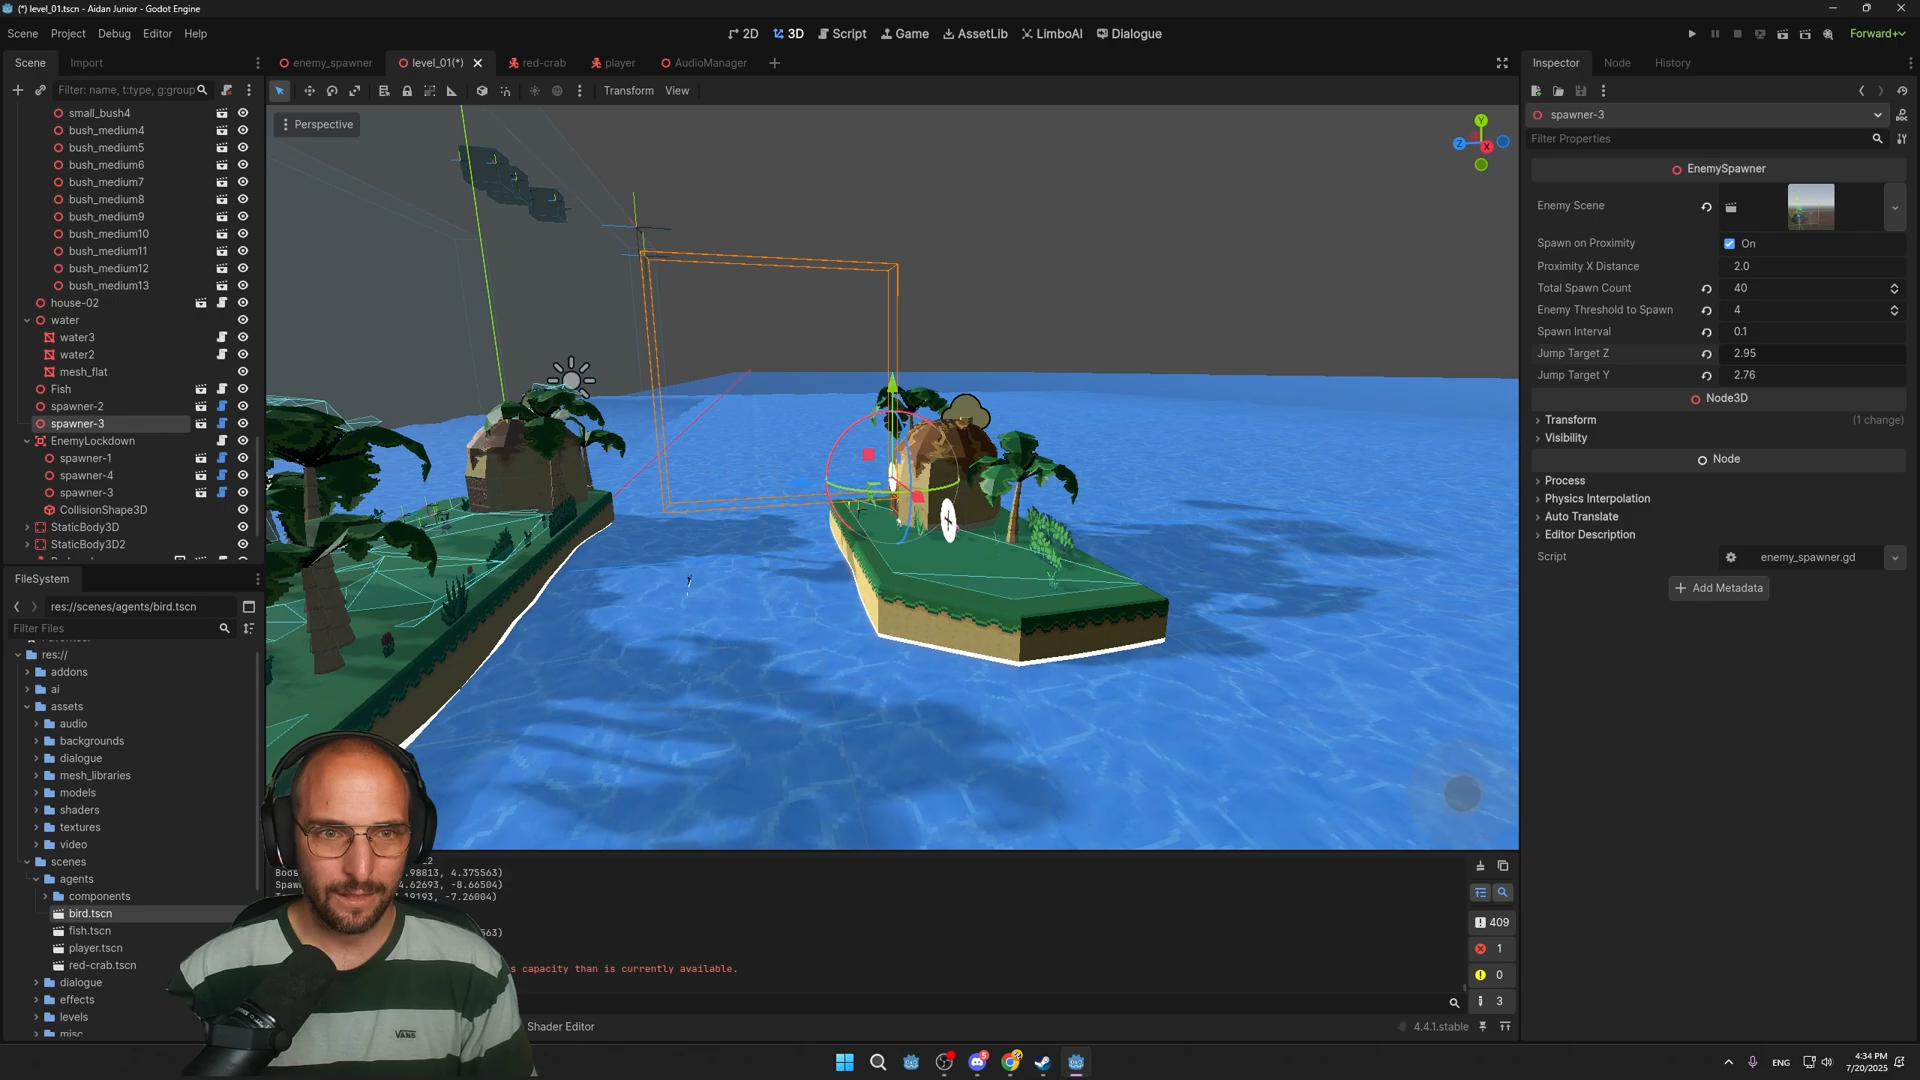 (*) level_01.tscn - Aidan Junior - Godot Engine
Scene Project Debug Editor Help
2D 3D Script Game AssetLib LimboAI Dialogue
Forward+
Scene Import
enemy_spawner level_01(*) red-crab player AudioManager
Inspector Node History
Filter: name, t:type, g:group
Transform View
Perspective
small_bush4
bush_medium4
bush_medium5
bush_medium6
bush_medium7
bush_medium8
bush_medium9
bush_medium10
bush_medium11
bush_medium12
bush_medium13
house-02
water
water3
water2
mesh_flat
Fish
spawner-2
spawner-3
EnemyLockdown
spawner-1
spawner-4
spawner-3
CollisionShape3D
StaticBody3D
StaticBody3D2
FileSystem
res://scenes/agents/bird.tscn
Filter Files
res://
addons
ai
assets
audio
backgrounds
dialogue
mesh_libraries
models
shaders
textures
video
scenes
agents
components
bird.tscn
fish.tscn
player.tscn
red-crab.tscn
dialogue
effects
levels
misc
Y
Z
X
spawner-3
Filter Properties
EnemySpawner
Enemy Scene
Spawn on Proximity On
Proximity X Distance 2.0
Total Spawn Count 40
Enemy Threshold to Spawn 4
Spawn Interval 0.1
Jump Target Z 2.95
Jump Target Y 2.76
Node3D
Transform (1 change)
Visibility
Node
Process
Physics Interpolation
Auto Translate
Editor Description
Script enemy_spawner.gd
Add Metadata
.98813, 4.375563)
4.62693, -8.66504)
-7.26004)
563)
s capacity than is currently available.
409
1
0
3
Shader Editor
4.4.1.stable
VANS
5
ENG
4:34 PM
7/20/2025